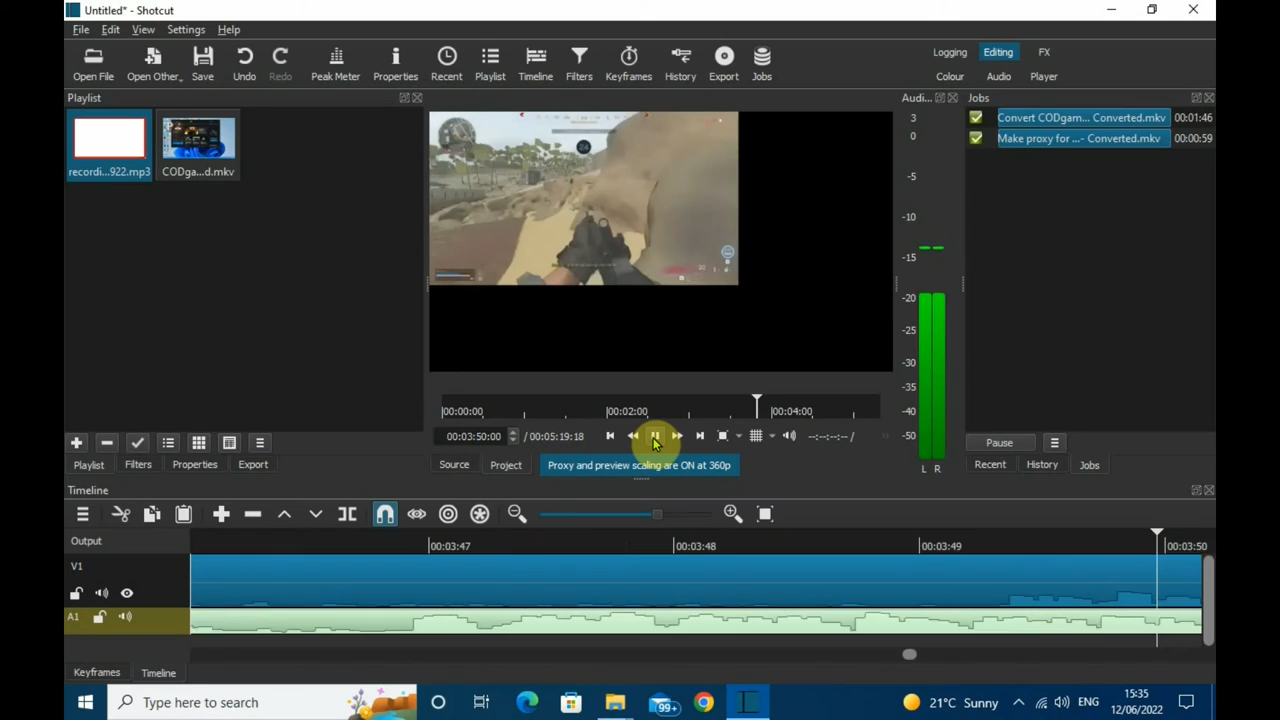 Untitled* - Shotcut
File Edit View Settings Help
Open File Open Other... Save Undo Redo Peak Meter Properties Recent Playlist Timeline Filters Keyframes History Export Jobs
Logging Editing FX
Colour Audio Player
Playlist
recordi...922.mp3
CODga...d.mkv
Audi...
3
0
-5
-10
-15
-20
-25
-30
-35
-40
-50
L R
Jobs
Convert CODgam... Converted.mkv 00:01:46
Make proxy for ...- Converted.mkv 00:00:59
00:00:00 00:02:00 00:04:00
00:03:50:00 / 00:05:19:18 --:--:--:-- /
Pause
Playlist Filters Properties Export
Source Project Proxy and preview scaling are ON at 360p
Recent History Jobs
Timeline
Output
00:03:47 00:03:48 00:03:49 00:03:50
V1
A1
Keyframes Timeline
Type here to search
99+
21°C Sunny
ENG
15:35
12/06/2022